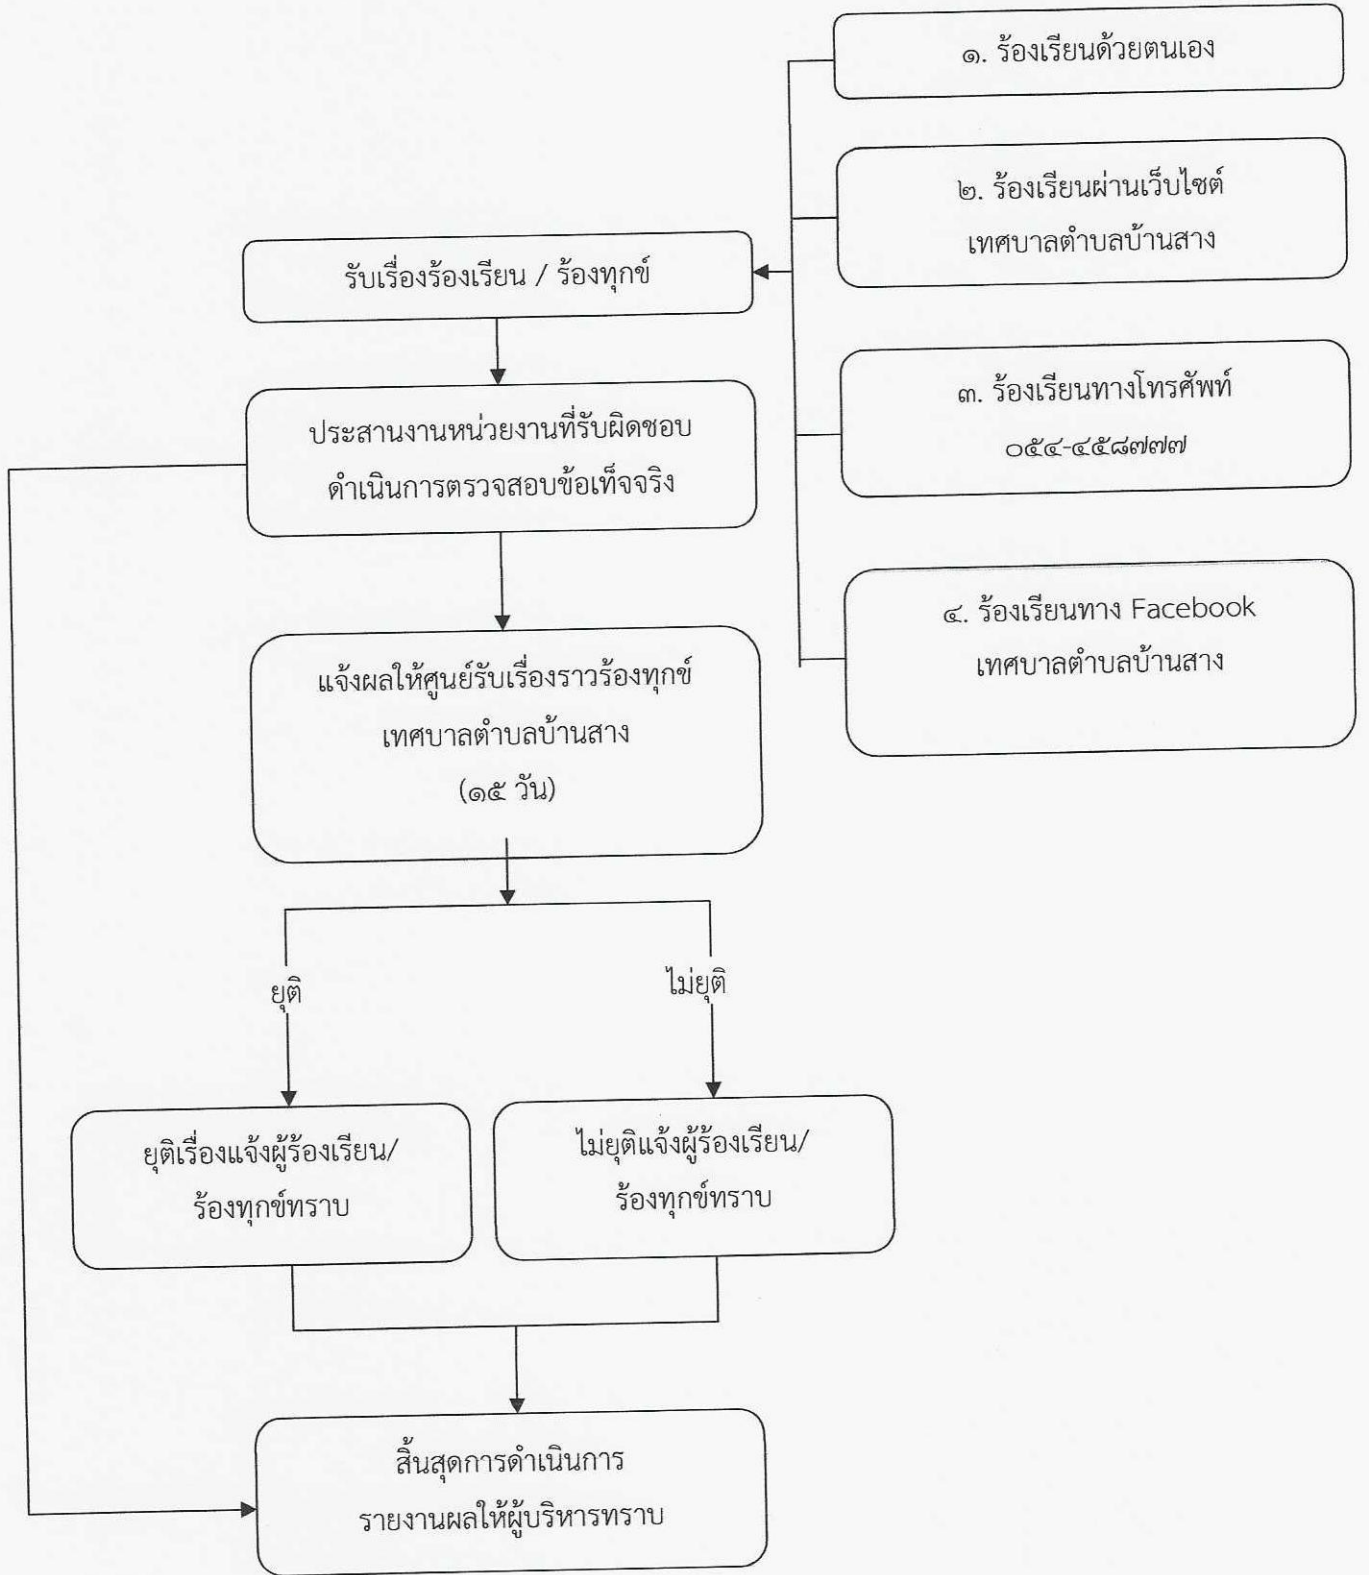 ๑. ร้องเรียนด้วยตนเอง
๒. ร้องเรียนผ่านเว็บไซต์
เทศบาลตำบลบ้านสาง
๓. ร้องเรียนทางโทรศัพท์
๐๕๔-๔๕๘๗๗๗
๔. ร้องเรียนทาง Facebook
เทศบาลตำบลบ้านสาง
รับเรื่องร้องเรียน / ร้องทุกข์
ประสานงานหน่วยงานที่รับผิดชอบ
ดำเนินการตรวจสอบข้อเท็จจริง
แจ้งผลให้ศูนย์รับเรื่องราวร้องทุกข์
เทศบาลตำบลบ้านสาง
(๑๕ วัน)
ยุติ
ไม่ยุติ
ยุติเรื่องแจ้งผู้ร้องเรียน/
ร้องทุกข์ทราบ
ไม่ยุติแจ้งผู้ร้องเรียน/
ร้องทุกข์ทราบ
สิ้นสุดการดำเนินการ
รายงานผลให้ผู้บริหารทราบ